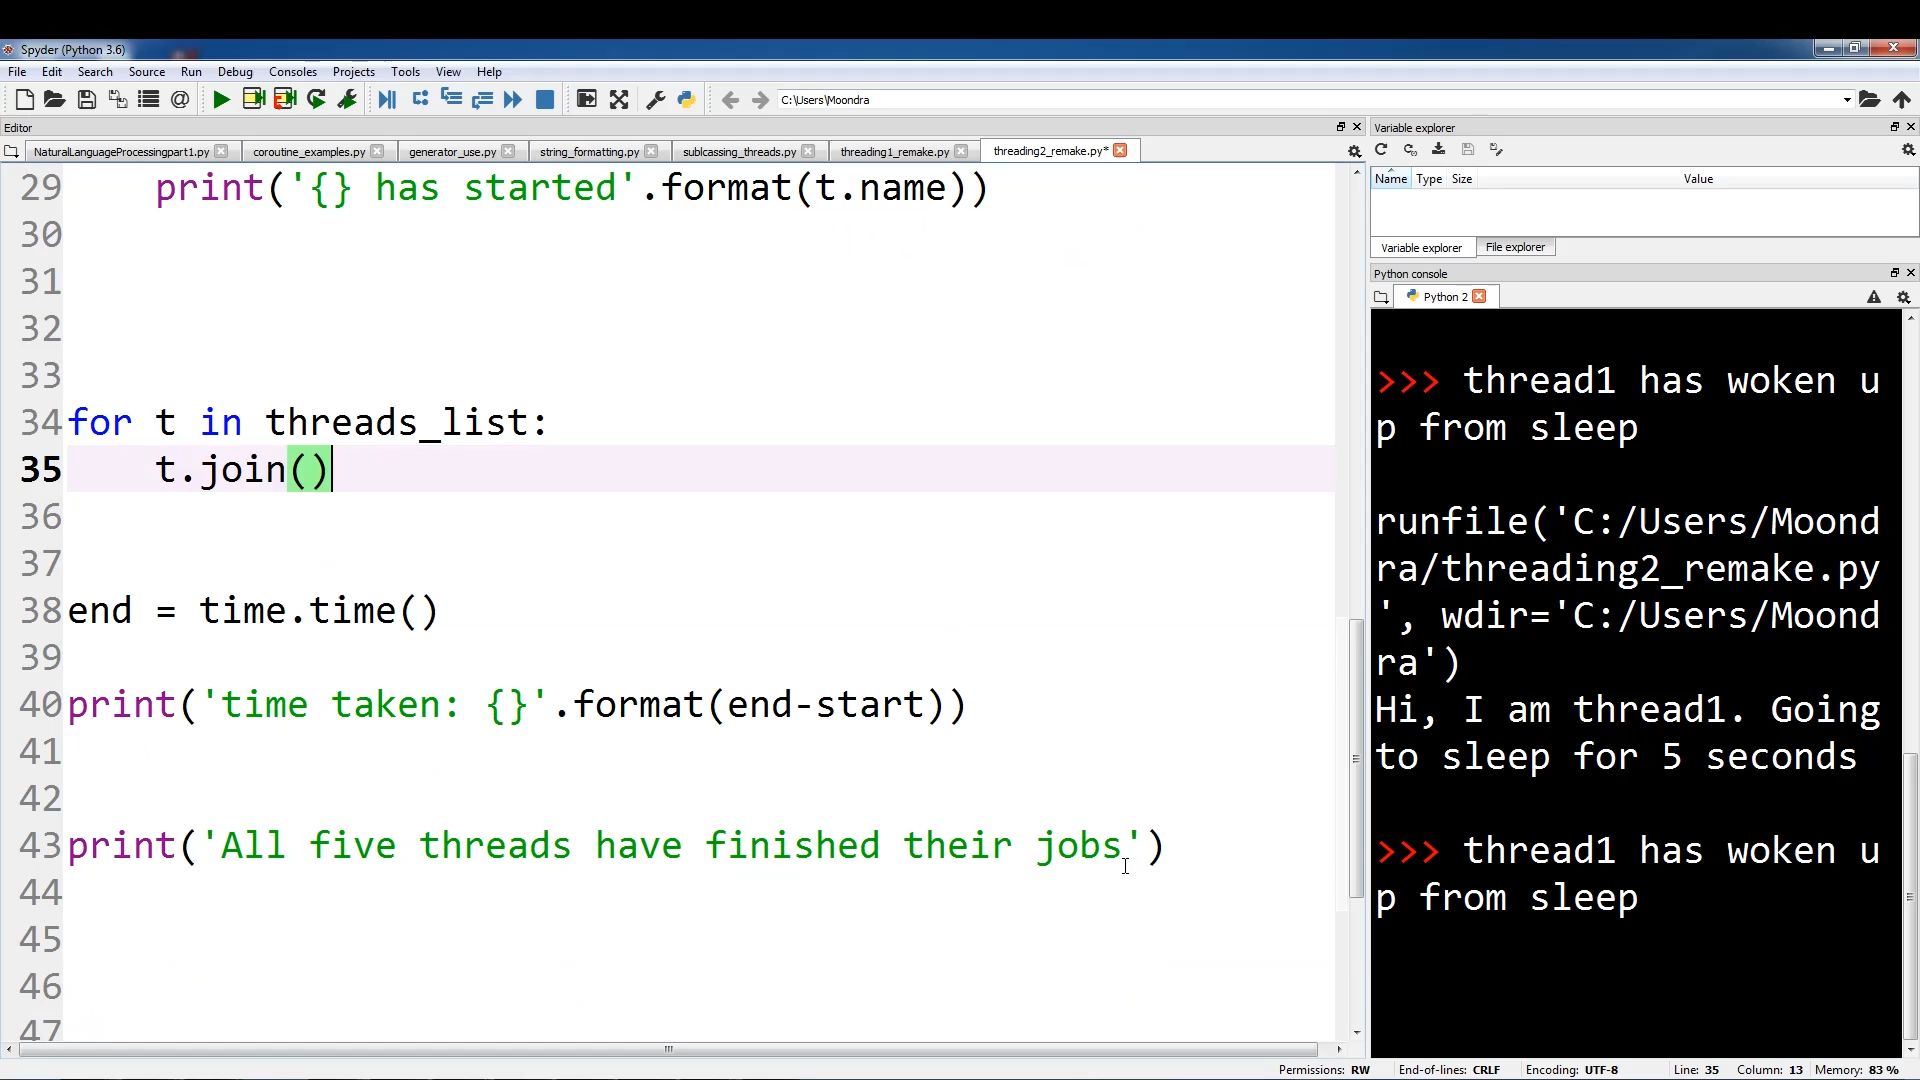 Spyder (Python 3.6)
File Edit Search Source Run Debug Consoles Projects Tools View Help
C:\Users\Moondra
Editor
NaturalLanguageProcessingpart1.py coroutine_examples.py generator_use.py string_formatting.py sublcassing_threads.py threading1_remake.py threading2_remake.py*
29 print('{} has started'.format(t.name))
30
31
32
33
34 for t in threads_list:
35 t.join()
36
37
38 end = time.time()
39
40 print('time taken: {}'.format(end-start))
41
42
43 print('All five threads have finished their jobs')
44
45
46
47
Variable explorer
Name Type Size Value
Variable explorer File explorer
Python console
Python 2
>>> thread1 has woken u
p from sleep
runfile('C:/Users/Moond
ra/threading2_remake.py
', wdir='C:/Users/Moond
ra')
Hi, I am thread1. Going
to sleep for 5 seconds
>>> thread1 has woken u
p from sleep
Permissions: RW End-of-lines: CRLF Encoding: UTF-8 Line: 35 Column: 13 Memory: 83 %